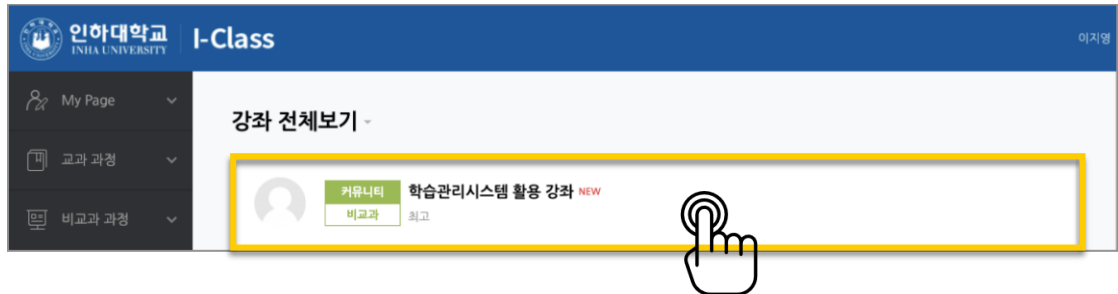 인하대학교
INHA UNIVERSITY
I-Class
이지영
My Page
교과 과정
비교과 과정
강좌 전체보기
커뮤니티
비교과
학습관리시스템 활용 강좌 NEW
최고